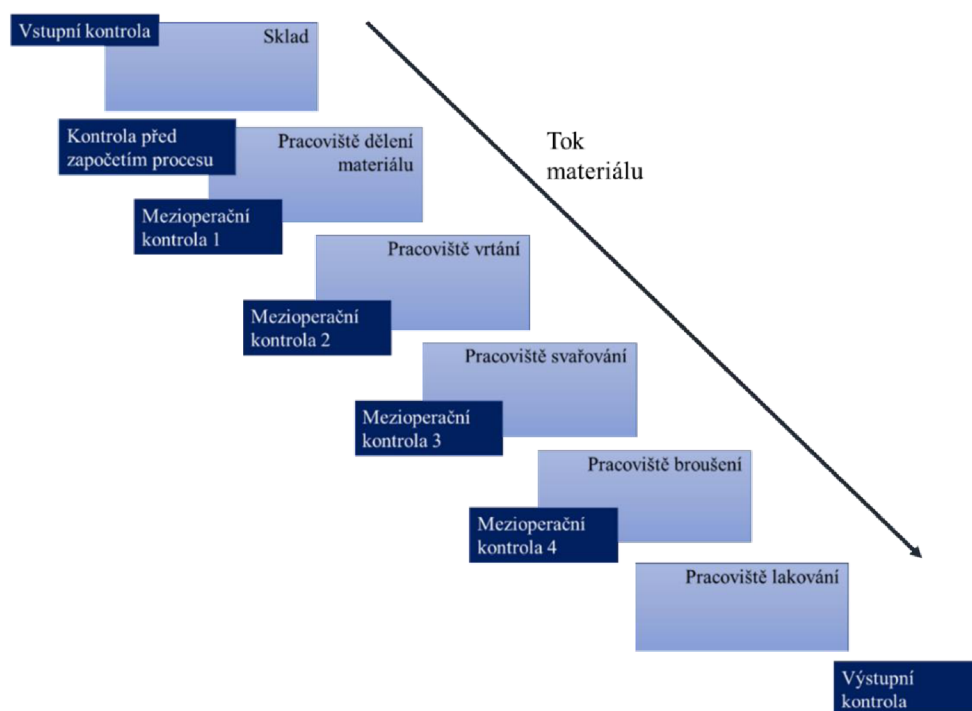 Vstupní kontrola
Sklad
Kontrola před
započetím procesu
Pracoviště dělení
materiálu
Tok
materiálu
Mezioperační
kontrola 1
Pracoviště vrtání
Mezioperační
kontrola 2
Pracoviště svařování
Mezioperační
kontrola 3
Pracoviště broušení
Mezioperační
kontrola 4
Pracoviště lakování
Výstupní
kontrola